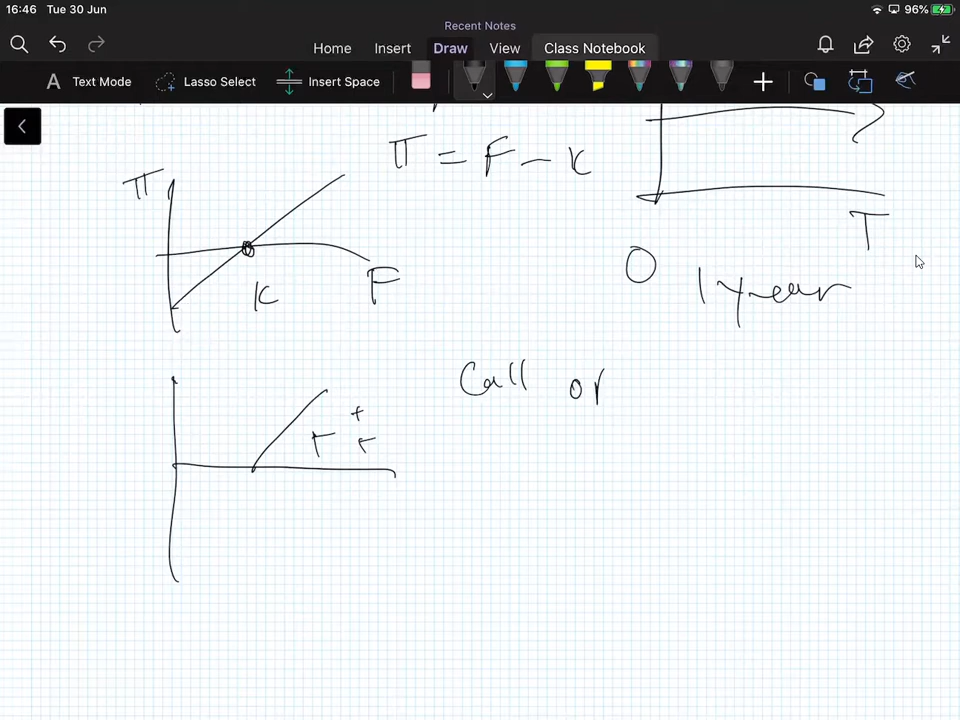 16:46 Tue 30 Jun
96%
Recent Notes
Home Insert Draw View Class Notebook
Text Mode Lasso Select Insert Space
π = F - K
π
K
F
T
0 1 year
Call or
+